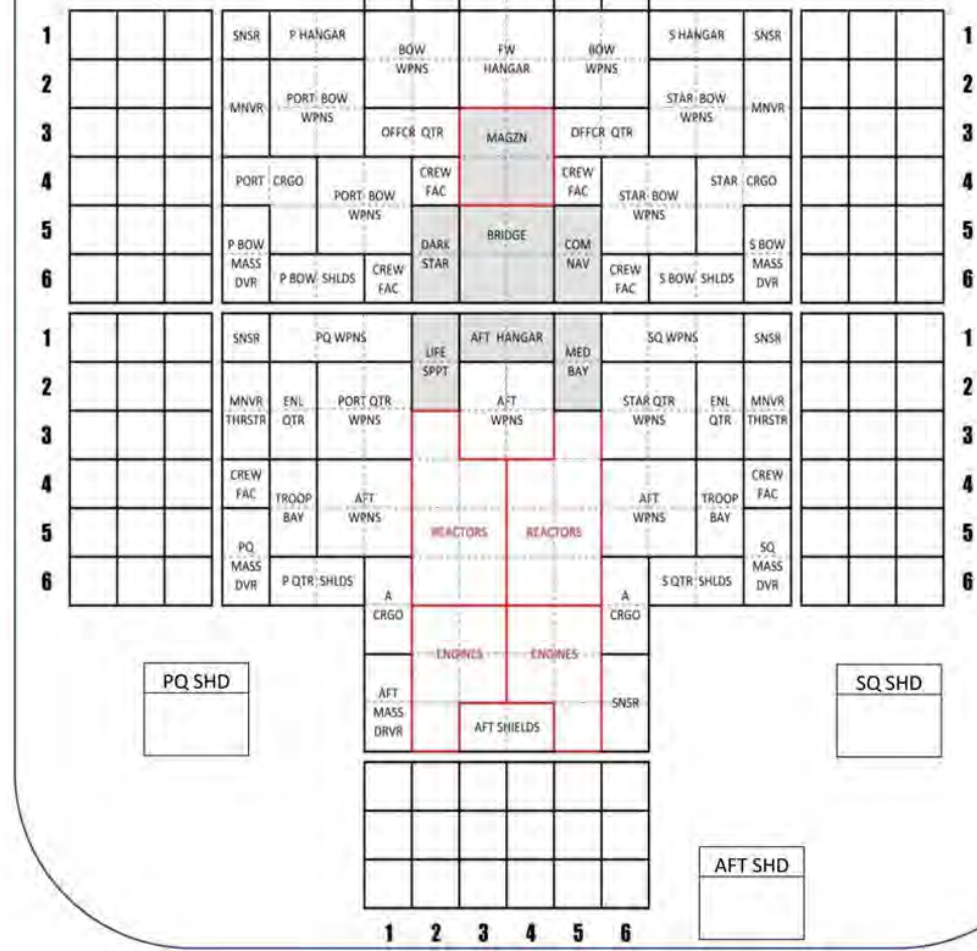 1 SNSR P HANGAR S HANGAR SNSR 1
BOW FW BOW
WPNS HANGAR WPNS
2 2
PORT BOW STAR BOW
MNVR WPNS WPNS MNVR
3 OFFCR QTR MAGZN OFFCR QTR 3
4 PORT CRGO CREW CREW STAR CRGO 4
FAC FAC
PORT BOW STAR BOW
WPNS WPNS
5 BRIDGE 5
P BOW DARK COM S BOW
MASS STAR NAV MASS
6 DVR P BOW SHLDS CREW CREW S BOW SHLDS DVR 6
FAC FAC
1 SNSR PQ WPNS AFT HANGAR SQ WPNS SNSR 1
LIFE MED
SPPT BAY
2 2
MNVR ENL PORT QTR AFT STAR QTR ENL MNVR
THRSTR QTR WPNS WPNS WPNS QTR THRSTR
3 3
4 CREW CREW 4
FAC FAC
TROOP AFT AFT TROOP
BAY WPNS WPNS BAY
5 REACTORS REACTORS 5
PQ SQ
MASS MASS
6 DVR P QTR SHLDS S QTR SHLDS DVR 6
A A
CRGO CRGO
ENGINES ENGINES
PQ SHD SQ SHD
AFT SNSR
MASS
DRVR AFT SHIELDS
AFT SHD
1 2 3 4 5 6